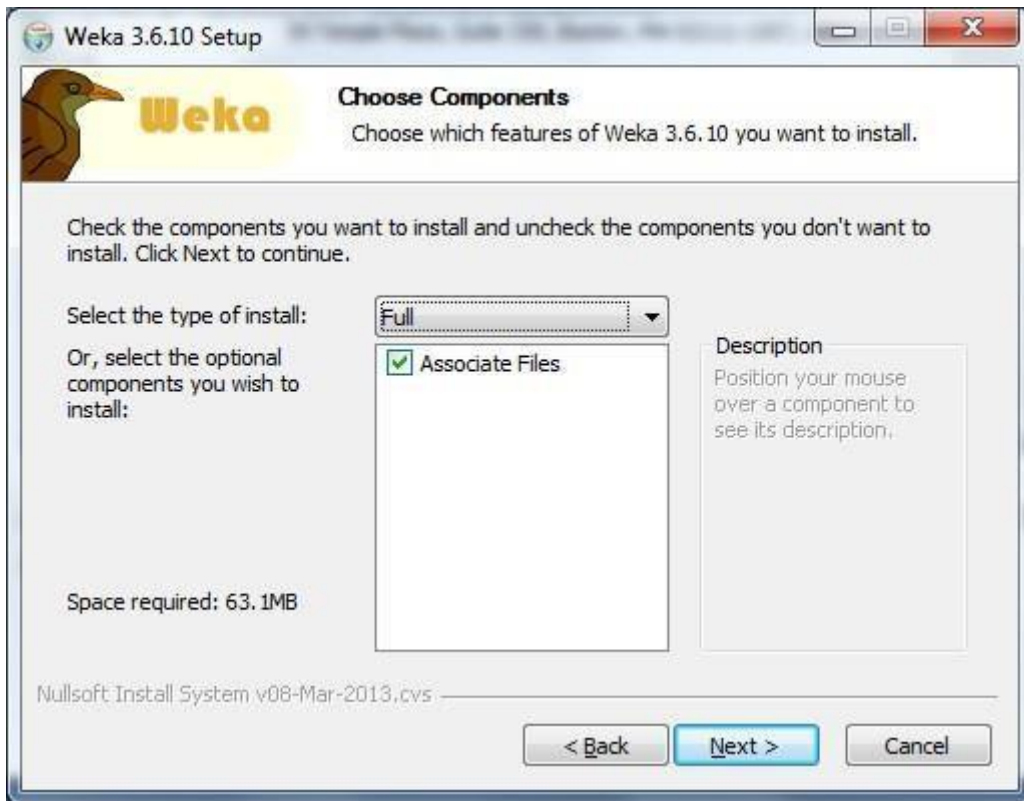 Weka 3.6.10 Setup
Weka
Choose Components
Choose which features of Weka 3.6.10 you want to install.
Check the components you want to install and uncheck the components you don't want to
install. Click Next to continue.
Select the type of install:
Full
Or, select the optional
components you wish to
install:
Associate Files
Description
Position your mouse
over a component to
see its description.
Space required: 63.1MB
Nullsoft Install System v08-Mar-2013.cvs
< Back
Next >
Cancel